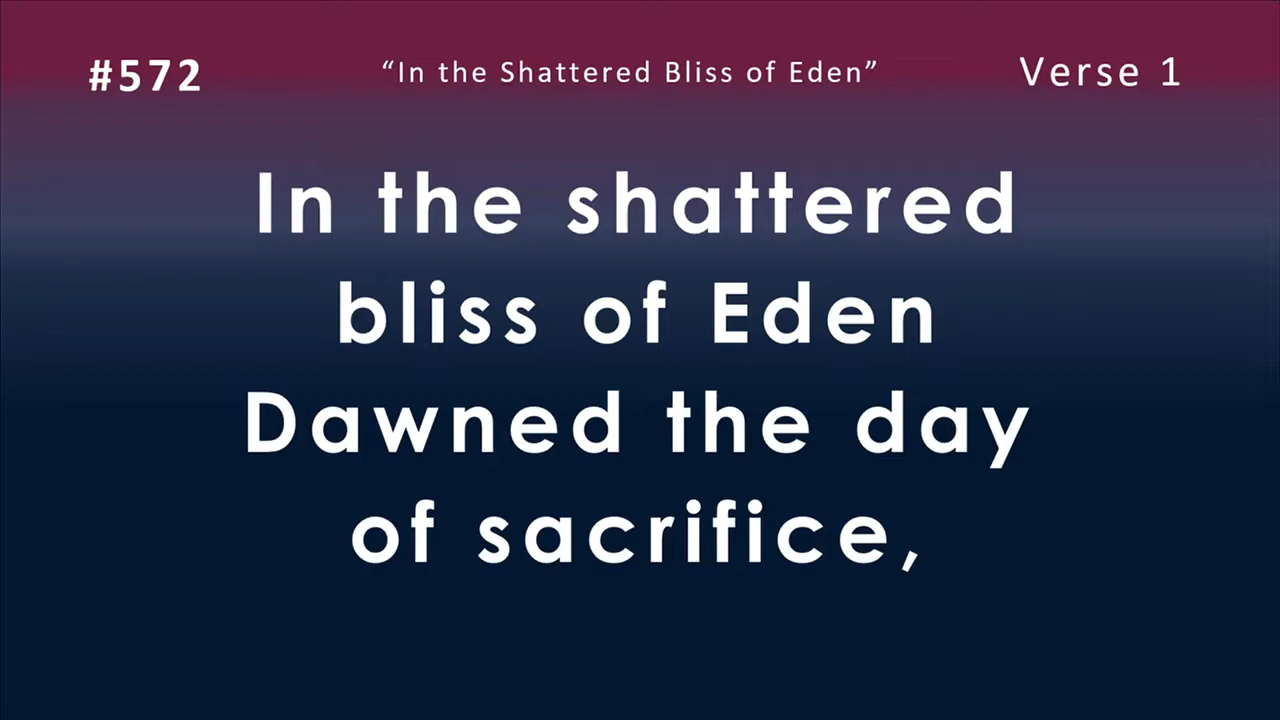 #572 “In the Shattered Bliss of Eden” Verse 1
In the shattered
bliss of Eden
Dawned the day
of sacrifice,